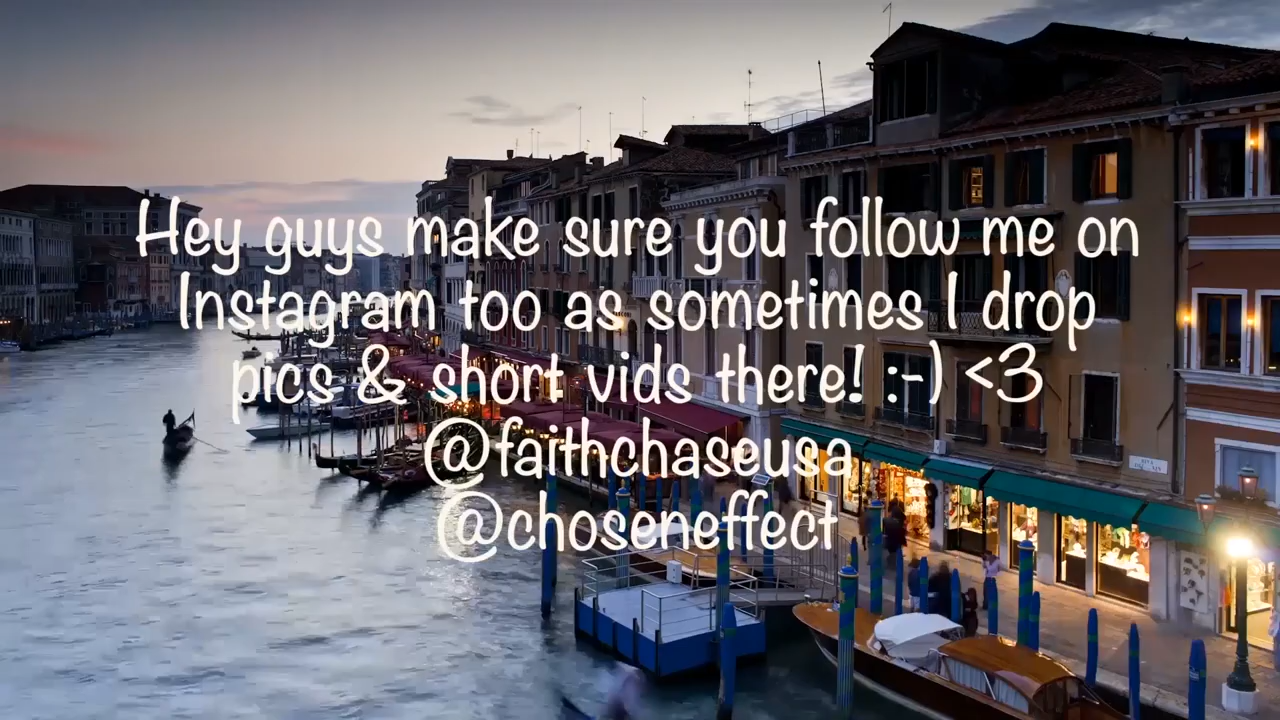 Hey guys make sure you follow me on
Instagram too as sometimes I drop
pics & short vids there! :-) <3
@faithchaseusa
@choseneffect